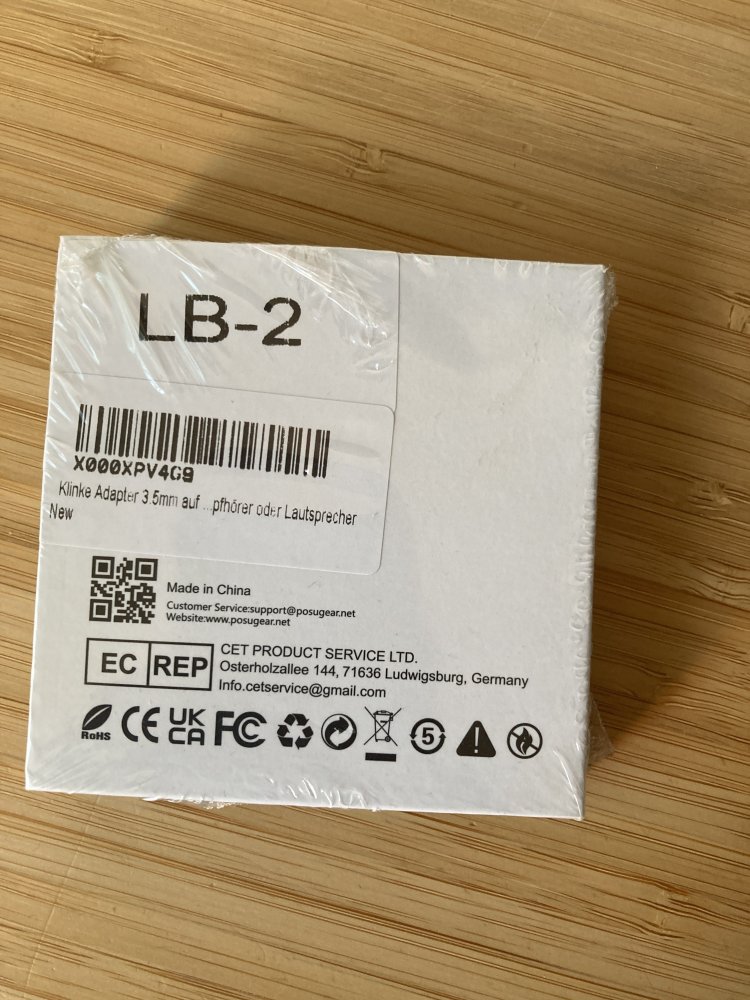 LB-2
X000XPV4G9
Klinke Adapter 3.5mm auf ...pfhörer oder Lautsprecher
New
Made in China
Customer Service:support@posugear.net
Website:www.posugear.net
EC REP
CET PRODUCT SERVICE LTD.
Osterholzallee 144, 71636 Ludwigsburg, Germany
Info.cetservice@gmail.com
RoHS CE UK CA FC 5